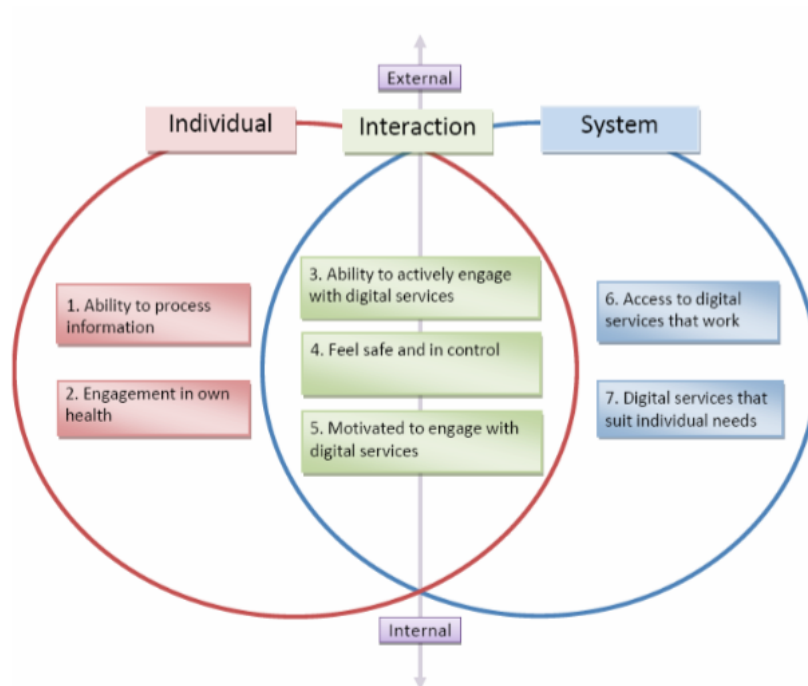 External
Individual
Interaction
System
1. Ability to process
information
2. Engagement in own
health
3. Ability to actively engage
with digital services
4. Feel safe and in control
5. Motivated to engage with
digital services
6. Access to digital
services that work
7. Digital services that
suit individual needs
Internal